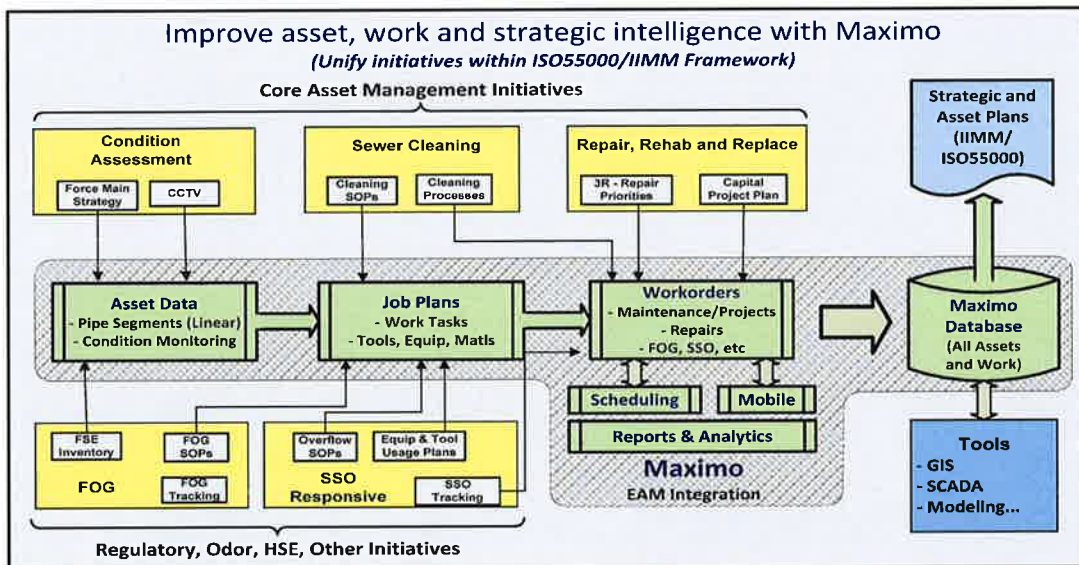 Improve asset, work and strategic intelligence with Maximo
(Unify initiatives within ISO55000/IIMM Framework)
Core Asset Management Initiatives
Condition
Assessment
Force Main
Strategy
CCTV
Sewer Cleaning
Cleaning
SOPs
Cleaning
Processes
Repair, Rehab and Replace
3R - Repair
Priorities
Capital
Project Plan
Strategic and
Asset Plans
(IIMM/
ISO55000)
Asset Data
- Pipe Segments (Linear)
- Condition Monitoring
Job Plans
- Work Tasks
- Tools, Equip, Matls
Workorders
- Maintenance/Projects
- Repairs
- FOG, SSO, etc
Maximo
Database
(All Assets
and Work)
Scheduling
Mobile
Reports & Analytics
Maximo
EAM Integration
FSE
Inventory
FOG
SOPs
FOG
FOG
Tracking
Overflow
SOPs
Equip & Tool
Usage Plans
SSO
Responsive
SSO
Tracking
Tools
- GIS
- SCADA
- Modeling...
Regulatory, Odor, HSE, Other Initiatives